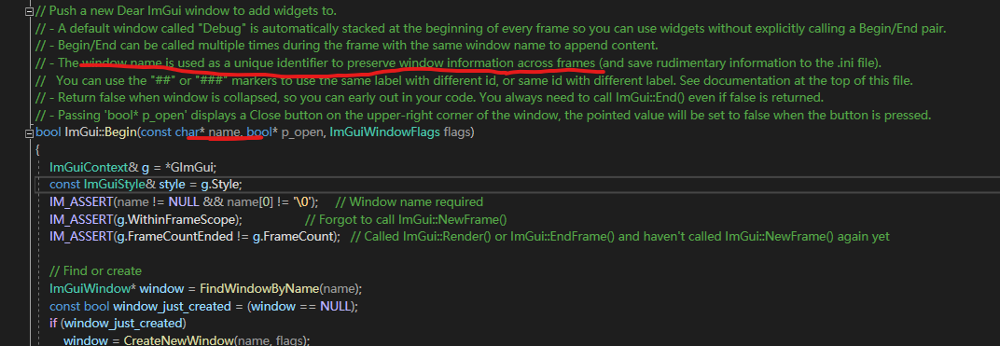 // Push a new Dear ImGui window to add widgets to.
// - A default window called "Debug" is automatically stacked at the beginning of every frame so you can use widgets without explicitly calling a Begin/End pair.
// - Begin/End can be called multiple times during the frame with the same window name to append content.
// - The window name is used as a unique identifier to preserve window information across frames (and save rudimentary information to the .ini file).
//   You can use the "##" or "###" markers to use the same label with different id, or same id with different label. See documentation at the top of this file.
// - Return false when window is collapsed, so you can early out in your code. You always need to call ImGui::End() even if false is returned.
// - Passing 'bool* p_open' displays a Close button on the upper-right corner of the window, the pointed value will be set to false when the button is pressed.
bool ImGui::Begin(const char* name, bool* p_open, ImGuiWindowFlags flags)
{
ImGuiContext& g = *GImGui;
const ImGuiStyle& style = g.Style;
IM_ASSERT(name != NULL && name[0] != '\0');   // Window name required
IM_ASSERT(g.WithinFrameScope);   // Forgot to call ImGui::NewFrame()
IM_ASSERT(g.FrameCountEnded != g.FrameCount);   // Called ImGui::Render() or ImGui::EndFrame() and haven't called ImGui::NewFrame() again yet
// Find or create
ImGuiWindow* window = FindWindowByName(name);
const bool window_just_created = (window == NULL);
if (window_just_created)
window = CreateNewWindow(name, flags);